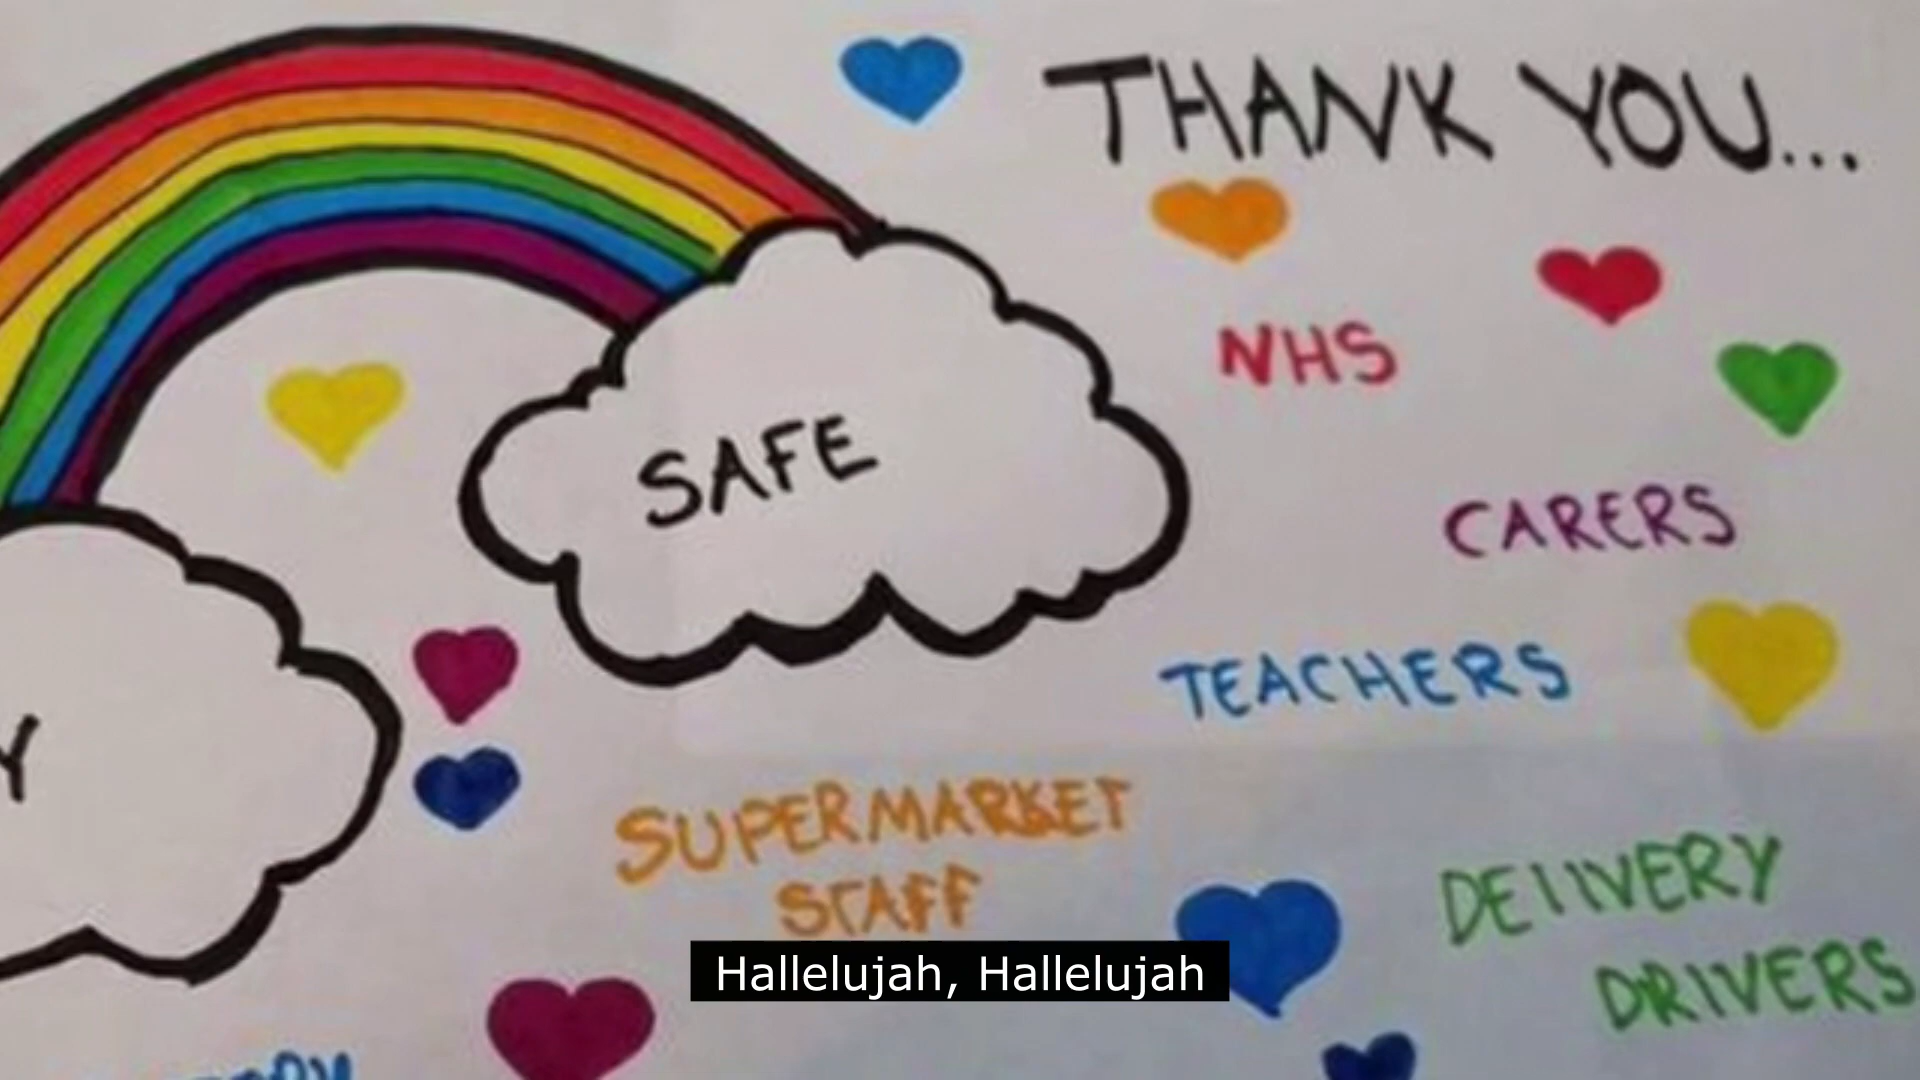 THANK YOU...
NHS
SAFE
CARERS
TEACHERS
Y
SUPERMARKET
STAFF
DELIVERY
DRIVERS
Hallelujah, Hallelujah